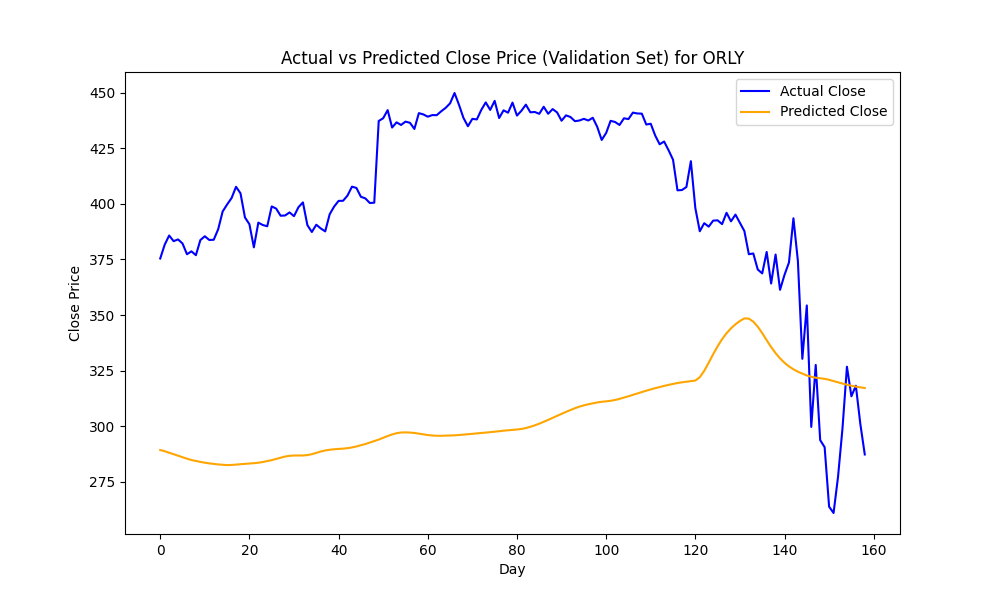 Actual vs Predicted Close Price (Validation Set) for ORLY
Actual Close
Predicted Close
450
425
400
375
350
325
300
275
Close Price
0 20 40 60 80 100 120 140 160
Day